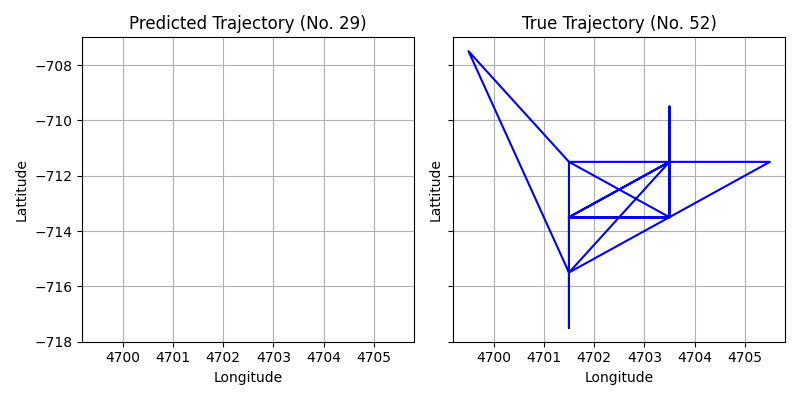 Predicted Trajectory (No. 29)
True Trajectory (No. 52)
Lattitude
−708
−710
−712
−714
−716
−718
4700 4701 4702 4703 4704 4705
Longitude
Lattitude
4700 4701 4702 4703 4704 4705
Longitude